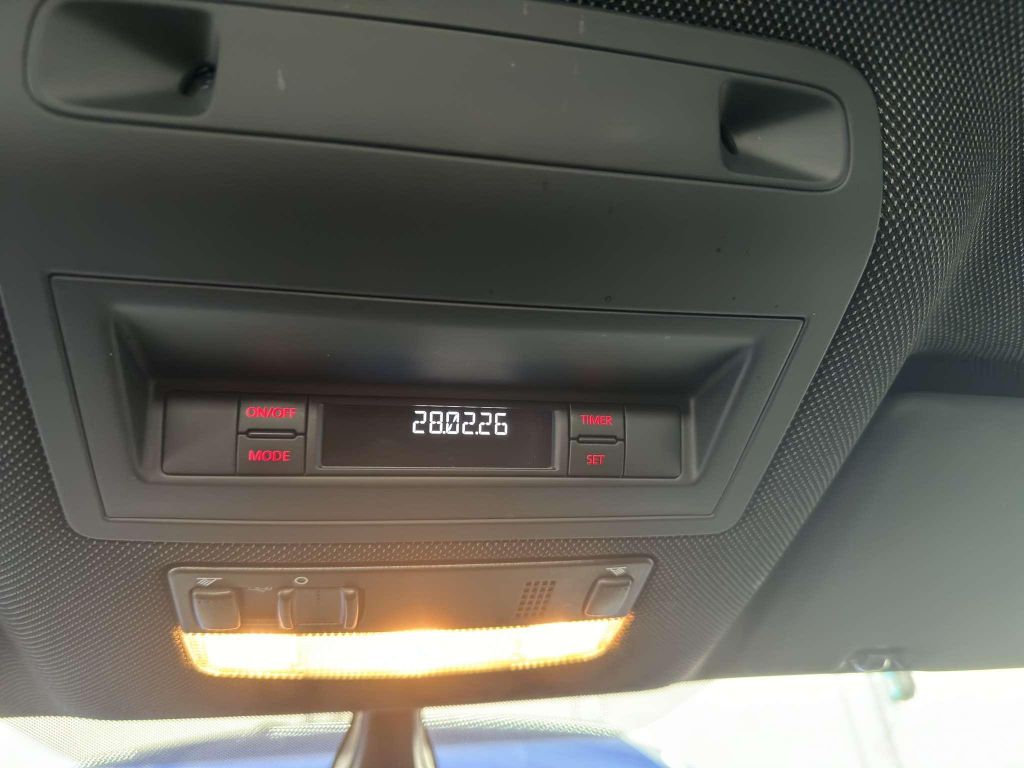 ON/OFF
28.02.26
TIMER
MODE
SET